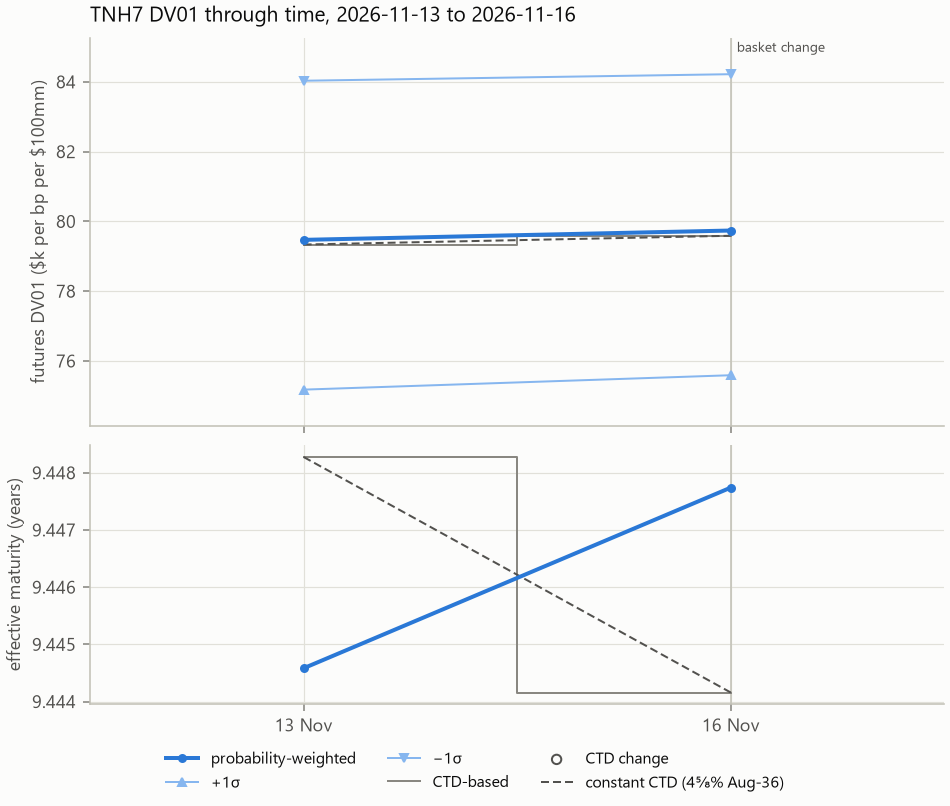 TNH7 DV01 through time, 2026-11-13 to 2026-11-16
basket change
futures DV01 ($k per bp per $100mm)
84
82
80
78
76
effective maturity (years)
9.448
9.447
9.446
9.445
9.444
13 Nov
16 Nov
probability-weighted
−1σ
CTD change
+1σ
CTD-based
constant CTD (4⅝% Aug-36)